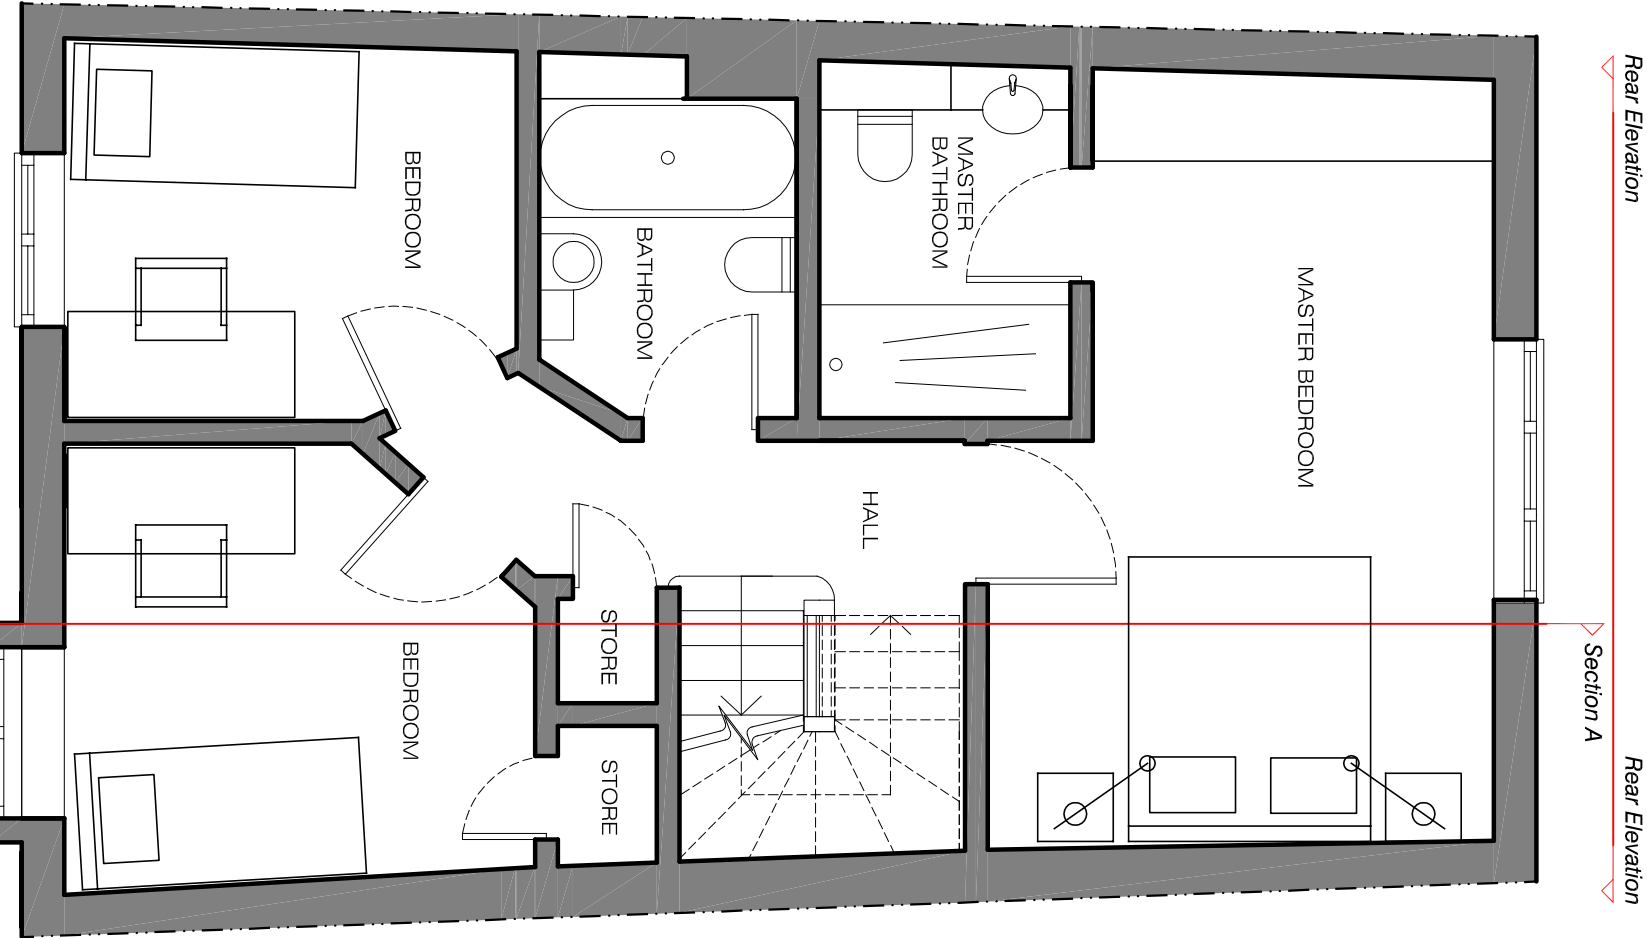 Rear Elevation
Rear Elevation
Section A
MASTER BEDROOM
MASTER
BATHROOM
HALL
BATHROOM
STORE
STORE
BEDROOM
BEDROOM